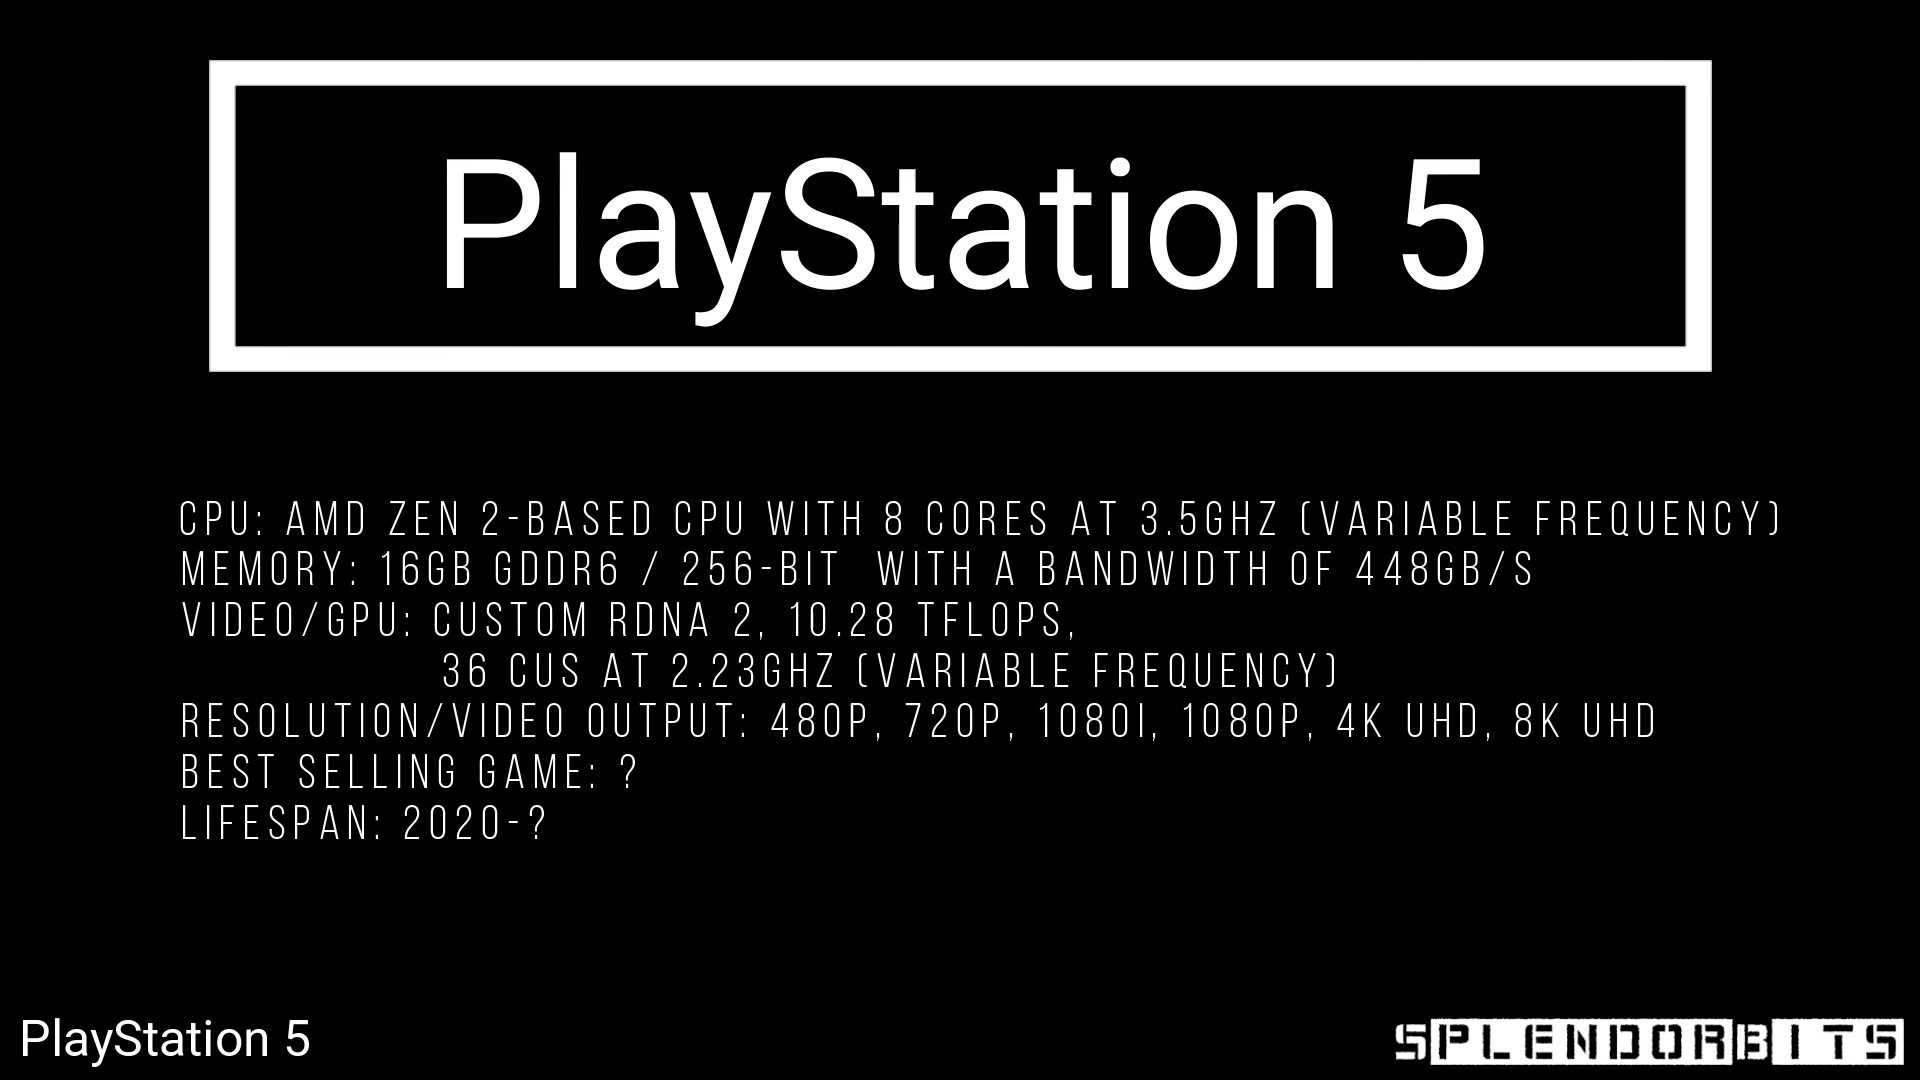 PlayStation 5
CPU: AMD ZEN 2-BASED CPU WITH 8 CORES AT 3.5GHZ (VARIABLE FREQUENCY)
MEMORY: 16GB GDDR6 / 256-BIT  WITH A BANDWIDTH OF 448GB/S
VIDEO/GPU: CUSTOM RDNA 2, 10.28 TFLOPS,
36 CUS AT 2.23GHZ (VARIABLE FREQUENCY)
RESOLUTION/VIDEO OUTPUT: 480P, 720P, 1080I, 1080P, 4K UHD, 8K UHD
BEST SELLING GAME: ?
LIFESPAN: 2020-?
PlayStation 5
SPLENDORBITS